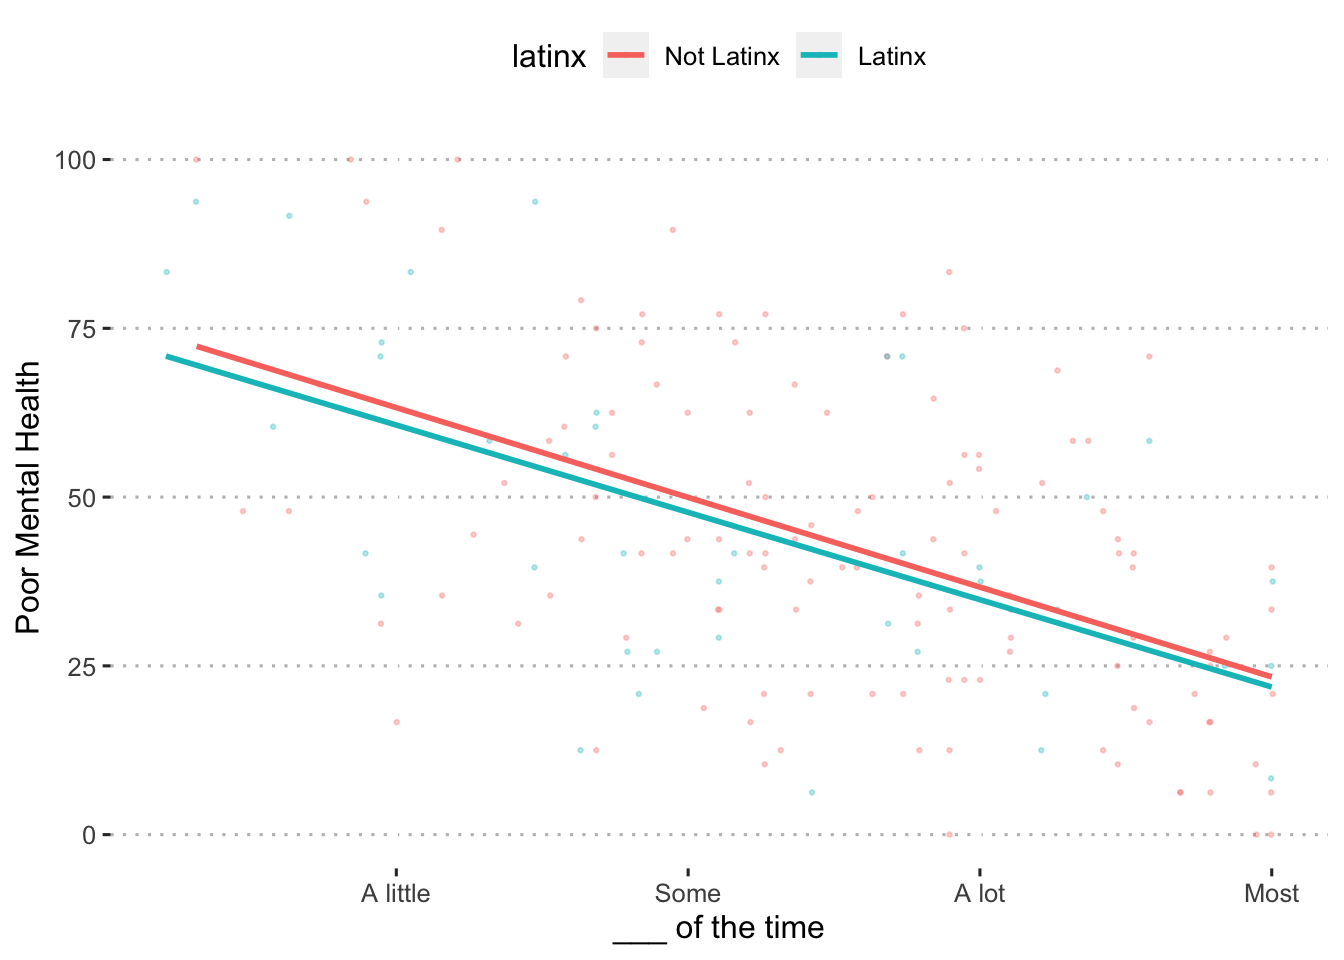 latinx Not Latinx Latinx
100
75
50
25
0
Poor Mental Health
A little Some A lot Most
___ of the time